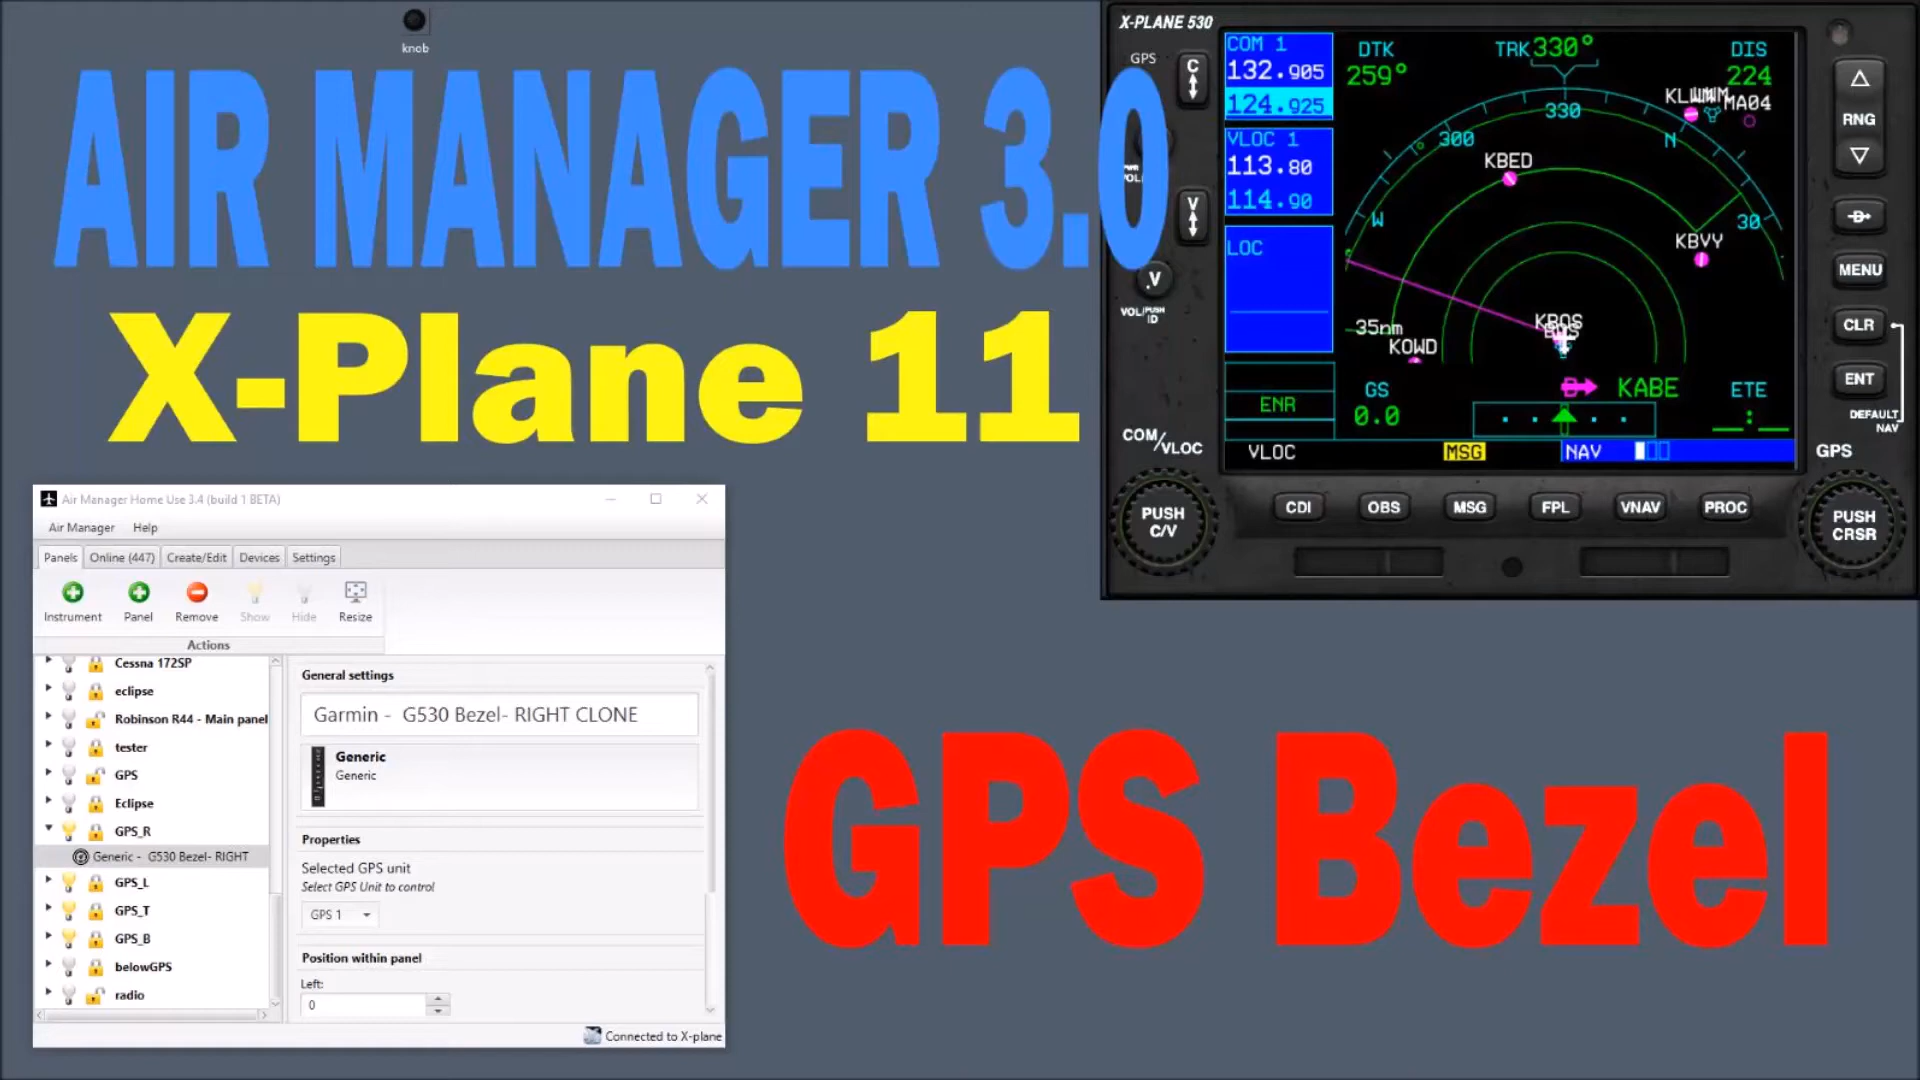 knob
AIR MANAGER 3.0
X-Plane 11
GPS Bezel
X-PLANE 530
GPS
C
COM 1
132.905
124.925
VLOC 1
113.80
114.90
LOC
ENR
VLOC
MSG
NAV
DTK
259°
TRK 330°
DIS
224
330
300
N
30
W
MA04
KBED
KBVY
KBOS
35nm
KOWD
GS
0.0
KABE
ETE
__:__
V
V
VOL/PUSH ID
COM/VLOC
PUSH
C/V
RNG
D
MENU
CLR
ENT
DEFAULT
NAV
GPS
PUSH
CRSR
CDI
OBS
MSG
FPL
VNAV
PROC
Air Manager Home Use 3.4 (build 1 BETA)
Air Manager Help
Panels Online (447) Create/Edit Devices Settings
Instrument Panel Remove Show Hide Resize
Actions
Cessna 172SP
eclipse
Robinson R44 - Main panel
tester
GPS
Eclipse
GPS_R
Generic - G530 Bezel- RIGHT
GPS_L
GPS_T
GPS_B
belowGPS
radio
General settings
Garmin - G530 Bezel- RIGHT CLONE
Generic
Generic
Properties
Selected GPS unit
Select GPS Unit to control
GPS 1
Position within panel
Left:
0
Connected to X-plane